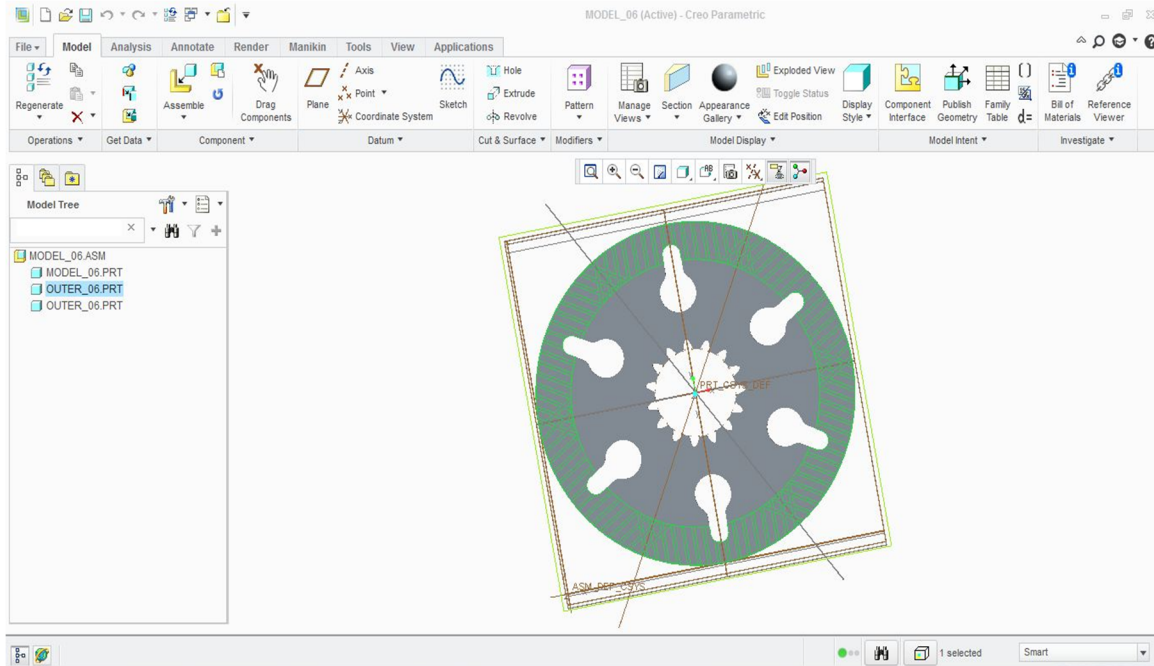 MODEL_06 (Active) - Creo Parametric
File Model Analysis Annotate Render Manikin Tools View Applications
Regenerate
Operations
Get Data
Assemble
Drag
Components
Component
Plane
Axis
Point
Coordinate System
Sketch
Datum
Hole
Extrude
Revolve
Cut & Surface
Pattern
Modifiers
Manage
Views
Section
Appearance
Gallery
Exploded View
Toggle Status
Edit Position
Display
Style
Model Display
Component
Interface
Publish
Geometry
Family
Table
d=
Model Intent
Bill of
Materials
Reference
Viewer
Investigate
Model Tree
MODEL_06.ASM
MODEL_06.PRT
OUTER_06.PRT
OUTER_06.PRT
PRT_CSYS_DEF
ASM_DEF_CSYS
1 selected
Smart